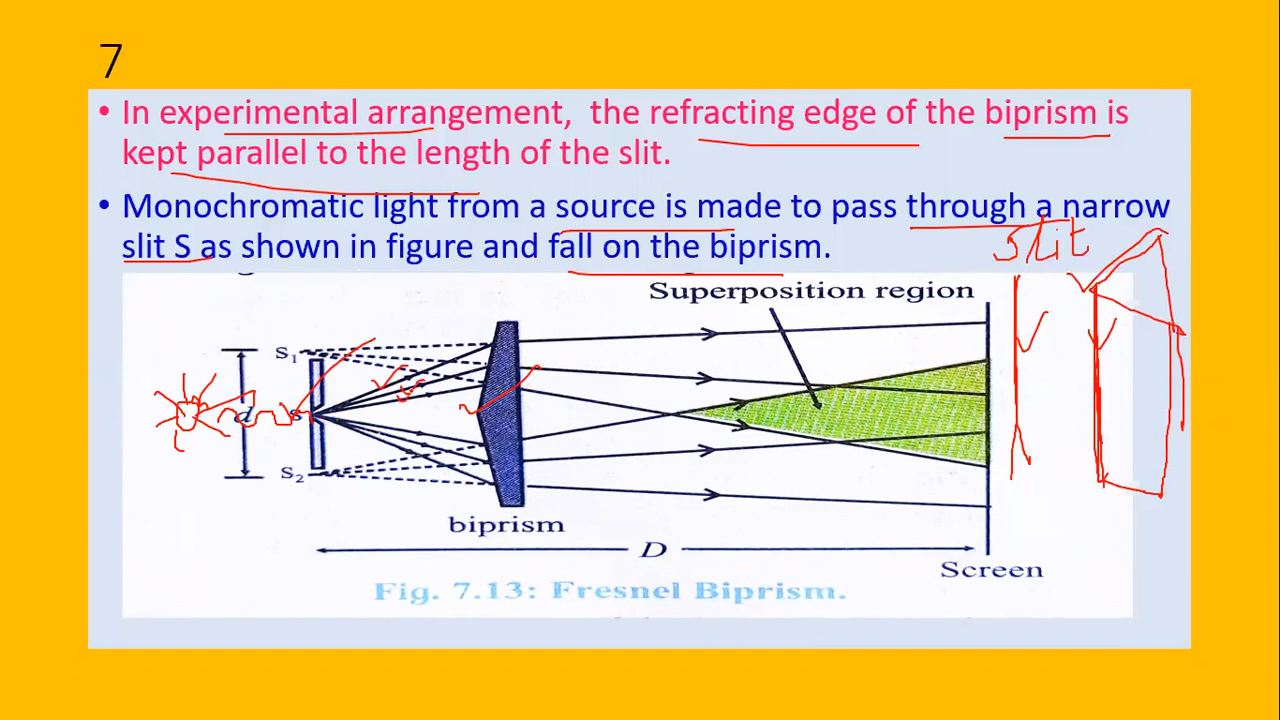 7
• In experimental arrangement, the refracting edge of the biprism is
kept parallel to the length of the slit.
• Monochromatic light from a source is made to pass through a narrow
slit S as shown in figure and fall on the biprism.
slit
Superposition region
S₁
d
S
S₂
biprism
D
Screen
Fig. 7.13: Fresnel Biprism.